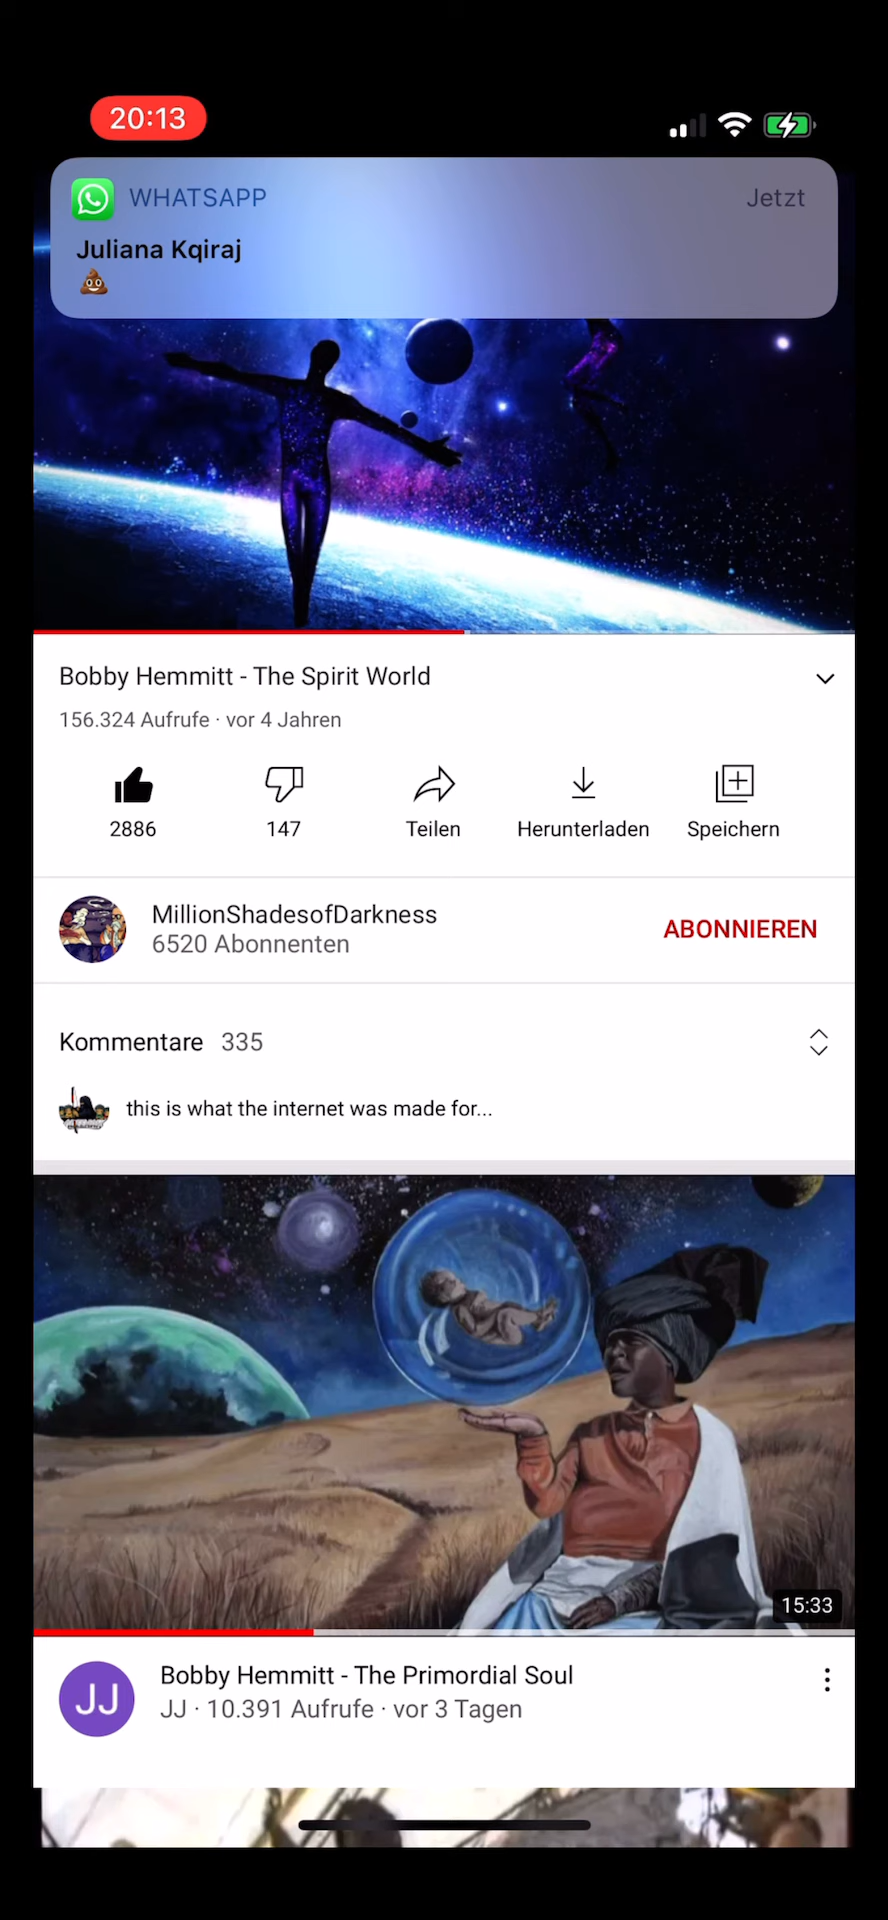 20:13
WHATSAPP
Jetzt
Juliana Kqiraj
💩
Bobby Hemmitt - The Spirit World
156.324 Aufrufe · vor 4 Jahren
2886
147
Teilen
Herunterladen
Speichern
MillionShadesofDarkness
6520 Abonnenten
ABONNIEREN
Kommentare 335
this is what the internet was made for...
15:33
JJ
Bobby Hemmitt - The Primordial Soul
JJ · 10.391 Aufrufe · vor 3 Tagen